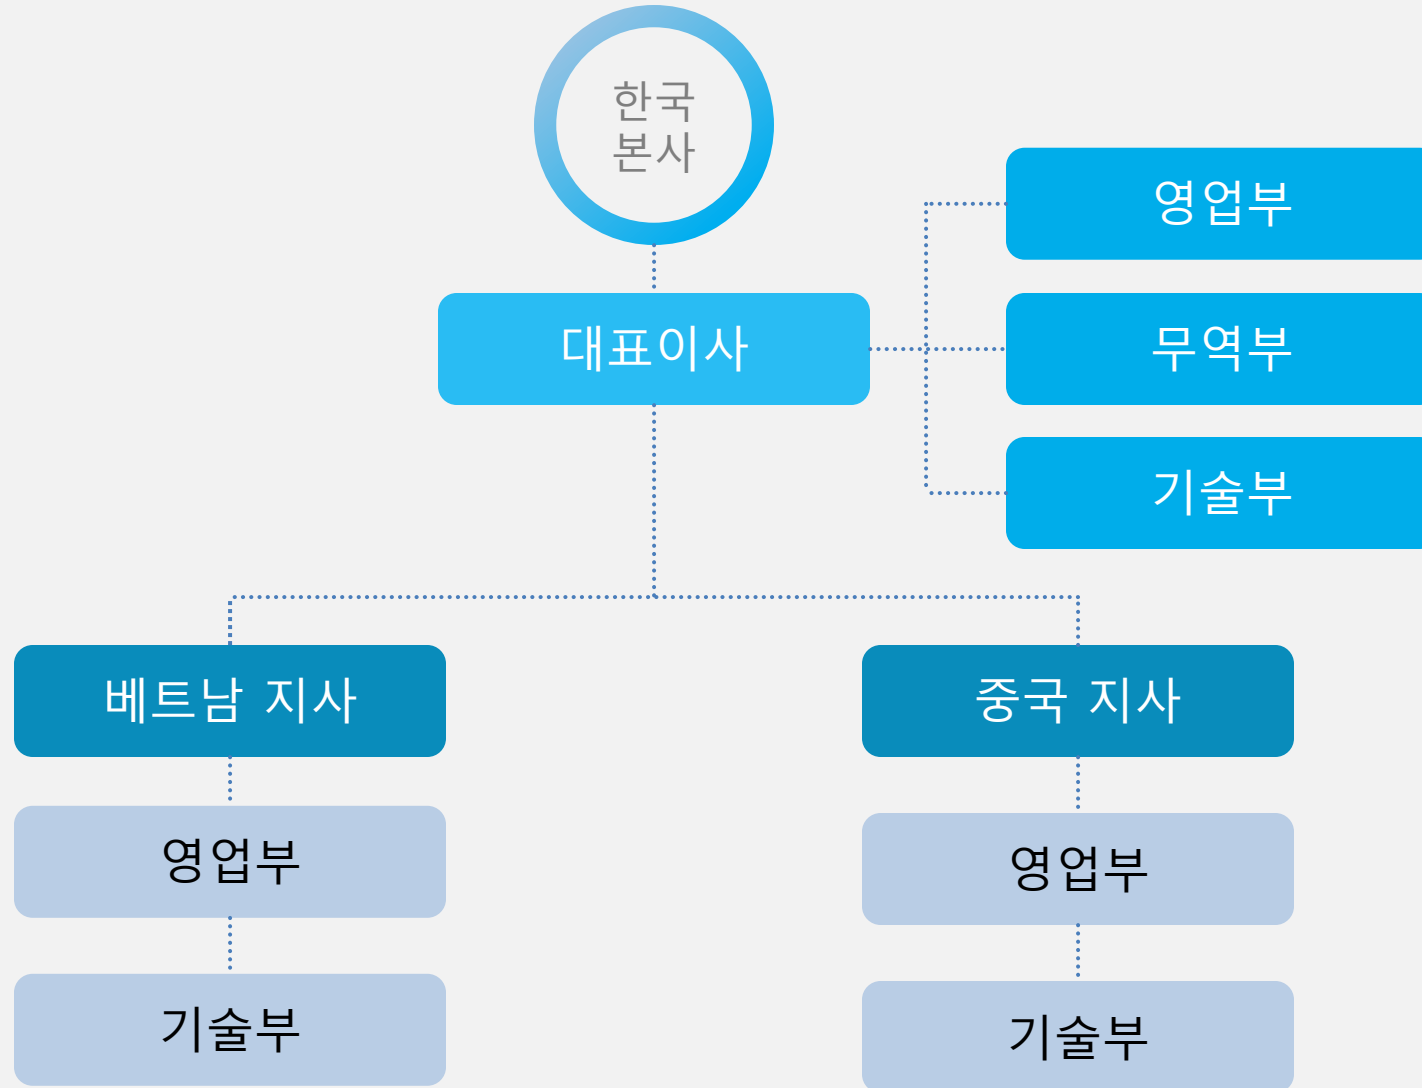 한국
본사
영업부
대표이사
무역부
기술부
베트남 지사
중국 지사
영업부
영업부
기술부
기술부